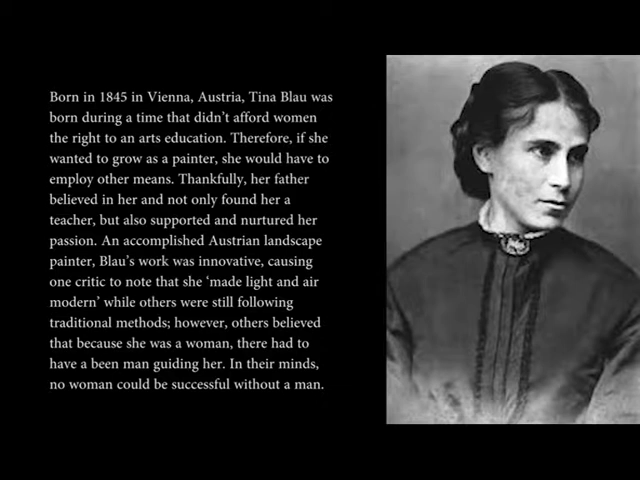 Born in 1845 in Vienna, Austria, Tina Blau was
born during a time that didn't afford women
the right to an arts education. Therefore, if she
wanted to grow as a painter, she would have to
employ other means. Thankfully, her father
believed in her and not only found her a
teacher, but also supported and nurtured her
passion. An accomplished Austrian landscape
painter, Blau's work was innovative, causing
one critic to note that she ‘made light and air
modern’ while others were still following
traditional methods; however, others believed
that because she was a woman, there had to
have a been man guiding her. In their minds,
no woman could be successful without a man.